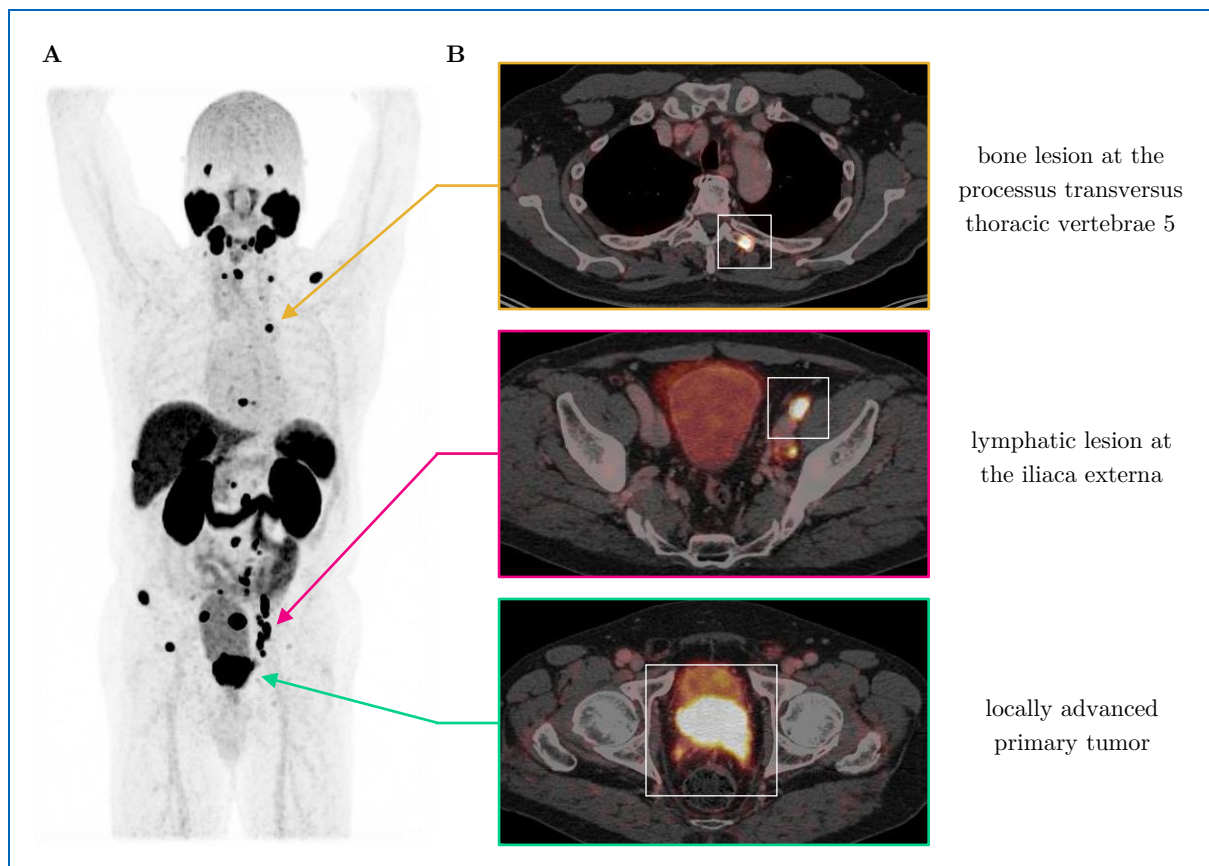 A
B
bone lesion at the
processus transversus
thoracic vertebrae 5
lymphatic lesion at
the iliaca externa
locally advanced
primary tumor